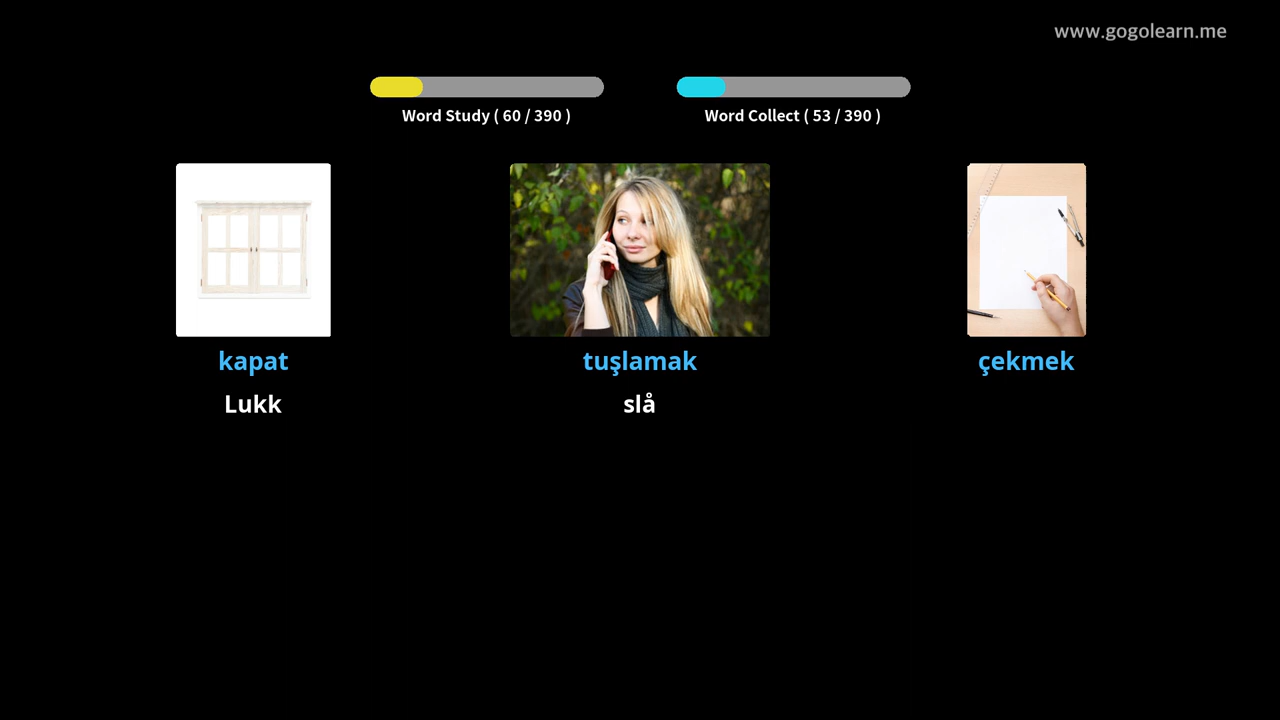 www.gogolearn.me
Word Study ( 60 / 390 )
Word Collect ( 53 / 390 )
kapat
tuşlamak
çekmek
Lukk
slå